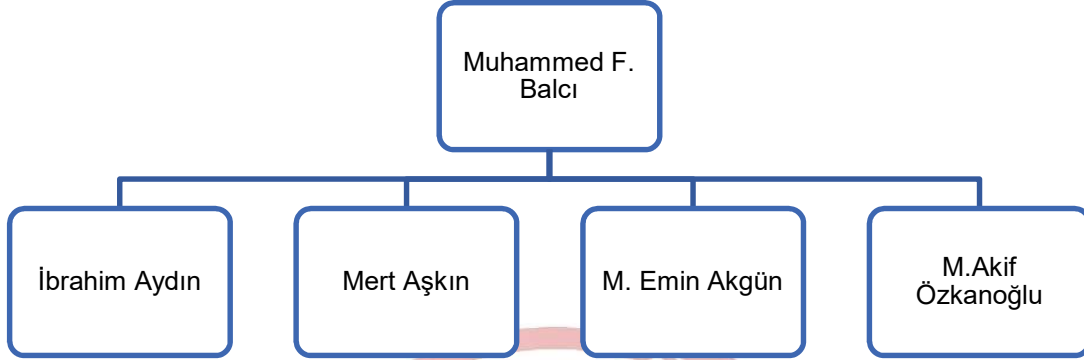 Muhammed F.
Balcı
İbrahim Aydın
Mert Aşkın
M. Emin Akgün
M.Akif
Özkanoğlu